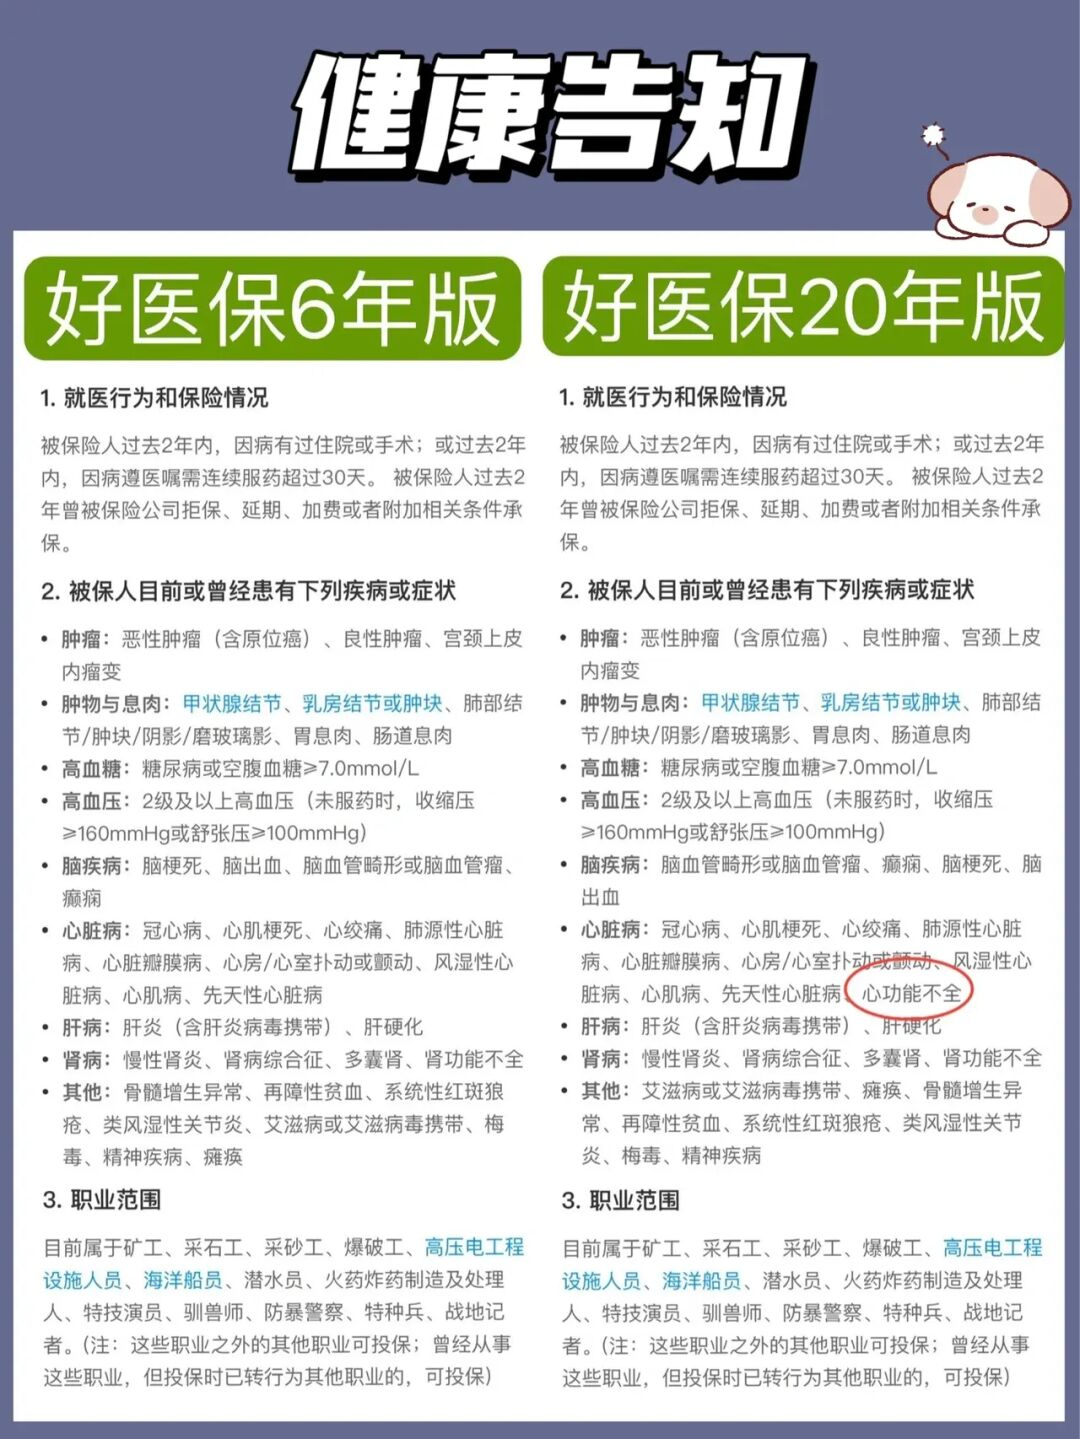 健康告知
好医保6年版
1. 就医行为和保险情况
被保险人过去2年内，因病有过住院或手术；或过去2年
内，因病遵医嘱需连续服药超过30天。 被保险人过去2
年曾被保险公司拒保、延期、加费或者附加相关条件承
保。
2. 被保人目前或曾经患有下列疾病或症状
• 肿瘤：恶性肿瘤（含原位癌）、良性肿瘤、宫颈上皮
内瘤变
• 肿物与息肉：甲状腺结节、乳房结节或肿块、肺部结
节/肿块/阴影/磨玻璃影、胃息肉、肠道息肉
• 高血糖：糖尿病或空腹血糖≥7.0mmol/L
• 高血压：2级及以上高血压（未服药时，收缩压
≥160mmHg或舒张压≥100mmHg）
• 脑疾病：脑梗死、脑出血、脑血管畸形或脑血管瘤、
癫痫
• 心脏病：冠心病、心肌梗死、心绞痛、肺源性心脏
病、心脏瓣膜病、心房/心室扑动或颤动、风湿性心
脏病、心肌病、先天性心脏病
• 肝病：肝炎（含肝炎病毒携带）、肝硬化
• 肾病：慢性肾炎、肾病综合征、多囊肾、肾功能不全
• 其他：骨髓增生异常、再障性贫血、系统性红斑狼
疮、类风湿性关节炎、艾滋病或艾滋病毒携带、梅
毒、精神疾病、瘫痪
3. 职业范围
目前属于矿工、采石工、采砂工、爆破工、高压电工程
设施人员、海洋船员、潜水员、火药炸药制造及处理
人、特技演员、驯兽师、防暴警察、特种兵、战地记
者。（注：这些职业之外的其他职业可投保；曾经从事
这些职业，但投保时已转行为其他职业的，可投保）
好医保20年版
1. 就医行为和保险情况
被保险人过去2年内，因病有过住院或手术；或过去2年
内，因病遵医嘱需连续服药超过30天。 被保险人过去2
年曾被保险公司拒保、延期、加费或者附加相关条件承
保。
2. 被保人目前或曾经患有下列疾病或症状
• 肿瘤：恶性肿瘤（含原位癌）、良性肿瘤、宫颈上皮
内瘤变
• 肿物与息肉：甲状腺结节、乳房结节或肿块、肺部结
节/肿块/阴影/磨玻璃影、胃息肉、肠道息肉
• 高血糖：糖尿病或空腹血糖≥7.0mmol/L
• 高血压：2级及以上高血压（未服药时，收缩压
≥160mmHg或舒张压≥100mmHg）
• 脑疾病：脑血管畸形或脑血管瘤、癫痫、脑梗死、脑
出血
• 心脏病：冠心病、心肌梗死、心绞痛、肺源性心脏
病、心脏瓣膜病、心房/心室扑动或颤动、风湿性心
脏病、心肌病、先天性心脏病、心功能不全
• 肝病：肝炎（含肝炎病毒携带）、肝硬化
• 肾病：慢性肾炎、肾病综合征、多囊肾、肾功能不全
• 其他：艾滋病或艾滋病毒携带、瘫痪、骨髓增生异
常、再障性贫血、系统性红斑狼疮、类风湿性关节
炎、梅毒、精神疾病
3. 职业范围
目前属于矿工、采石工、采砂工、爆破工、高压电工程
设施人员、海洋船员、潜水员、火药炸药制造及处理
人、特技演员、驯兽师、防暴警察、特种兵、战地记
者。（注：这些职业之外的其他职业可投保；曾经从事
这些职业，但投保时已转行为其他职业的，可投保）